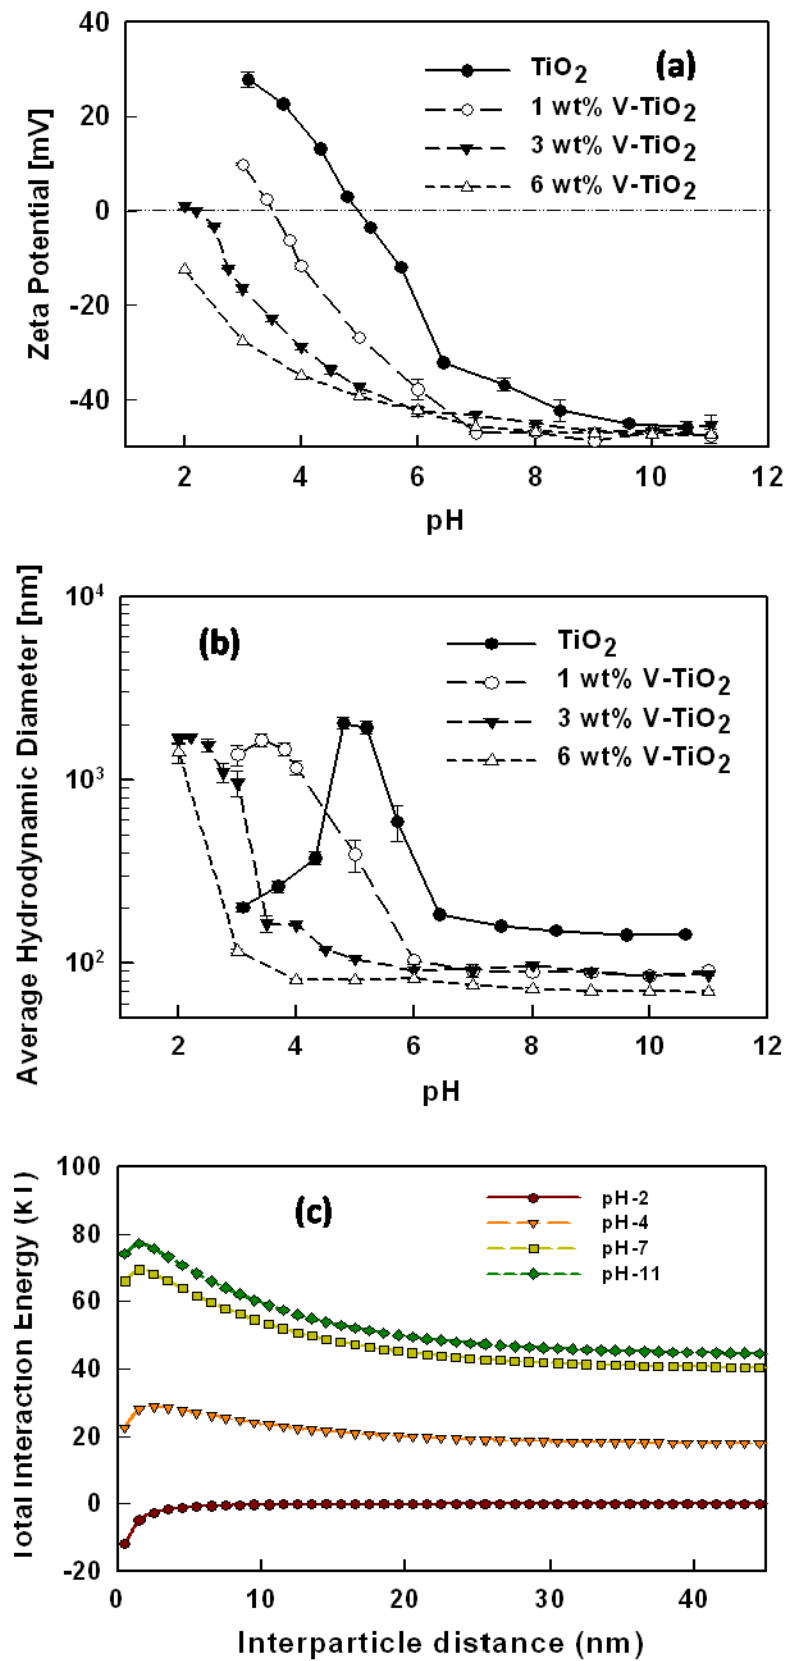 40
20
0
-20
-40
Zeta Potential [mV]
TiO2
1 wt% V-TiO2
3 wt% V-TiO2
6 wt% V-TiO2
(a)
2 4 6 8 10 12
pH
10^4
10^3
10^2
Average Hydrodynamic Diameter [nm]
(b)
TiO2
1 wt% V-TiO2
3 wt% V-TiO2
6 wt% V-TiO2
2 4 6 8 10 12
pH
100
80
60
40
20
0
-20
Total Interaction Energy (kT)
(c)
pH-2
pH-4
pH-7
pH-11
0 10 20 30 40
Interparticle distance (nm)